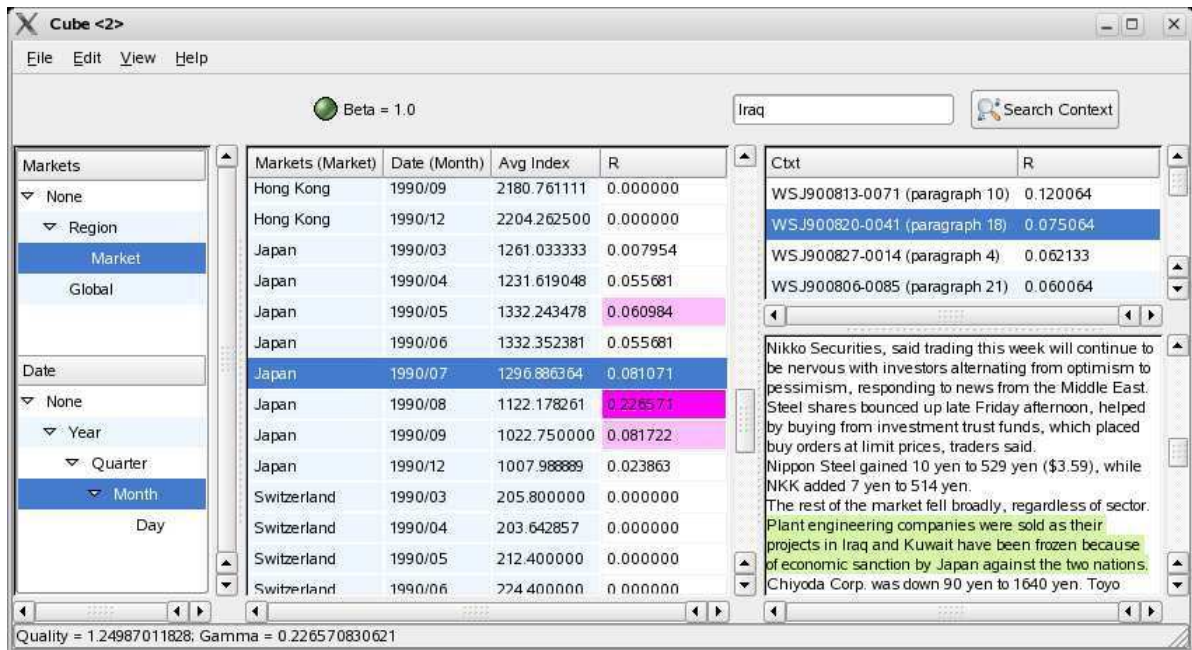 Cube <2>
File Edit View Help
Beta = 1.0
Iraq
Search Context
Markets
None
Region
Market
Global
Date
None
Year
Quarter
Month
Day
Markets (Market) Date (Month) Avg Index R
Hong Kong 1990/09 2180.761111 0.000000
Hong Kong 1990/12 2204.262500 0.000000
Japan 1990/03 1261.033333 0.007954
Japan 1990/04 1231.619048 0.055681
Japan 1990/05 1332.243478 0.060984
Japan 1990/06 1332.352381 0.055681
Japan 1990/07 1296.886364 0.081071
Japan 1990/08 1122.178261 0.226571
Japan 1990/09 1022.750000 0.081722
Japan 1990/12 1007.988889 0.023863
Switzerland 1990/03 205.800000 0.000000
Switzerland 1990/04 203.642857 0.000000
Switzerland 1990/05 212.400000 0.000000
Switzerland 1990/06 224.400000 0.000000
Ctxt R
WSJ900813-0071 (paragraph 10) 0.120064
WSJ900820-0041 (paragraph 18) 0.075064
WSJ900827-0014 (paragraph 4) 0.062133
WSJ900806-0085 (paragraph 21) 0.060064
Nikko Securities, said trading this week will continue to
be nervous with investors alternating from optimism to
pessimism, responding to news from the Middle East.
Steel shares bounced up late Friday afternoon, helped
by buying from investment trust funds, which placed
buy orders at limit prices, traders said.
Nippon Steel gained 10 yen to 529 yen ($3.59), while
NKK added 7 yen to 514 yen.
The rest of the market fell broadly, regardless of sector.
Plant engineering companies were sold as their
projects in Iraq and Kuwait have been frozen because
of economic sanction by Japan against the two nations.
Chiyoda Corp. was down 90 yen to 1640 yen. Toyo
Quality = 1.24987011828; Gamma = 0.226570830621